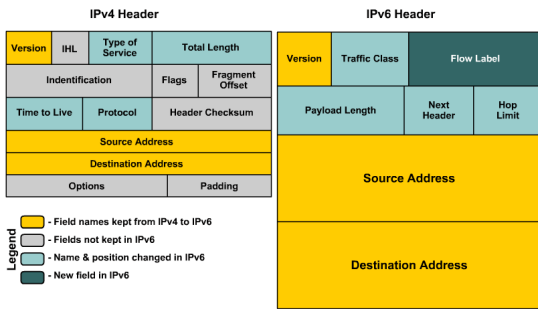 IPv4 Header
Version
IHL
Type of
Service
Total Length
Indentification
Flags
Fragment
Offset
Time to Live
Protocol
Header Checksum
Source Address
Destination Address
Options
Padding
Legend
- Field names kept from IPv4 to IPv6
- Fields not kept in IPv6
- Name & position changed in IPv6
- New field in IPv6
IPv6 Header
Version
Traffic Class
Flow Label
Payload Length
Next
Header
Hop
Limit
Source Address
Destination Address